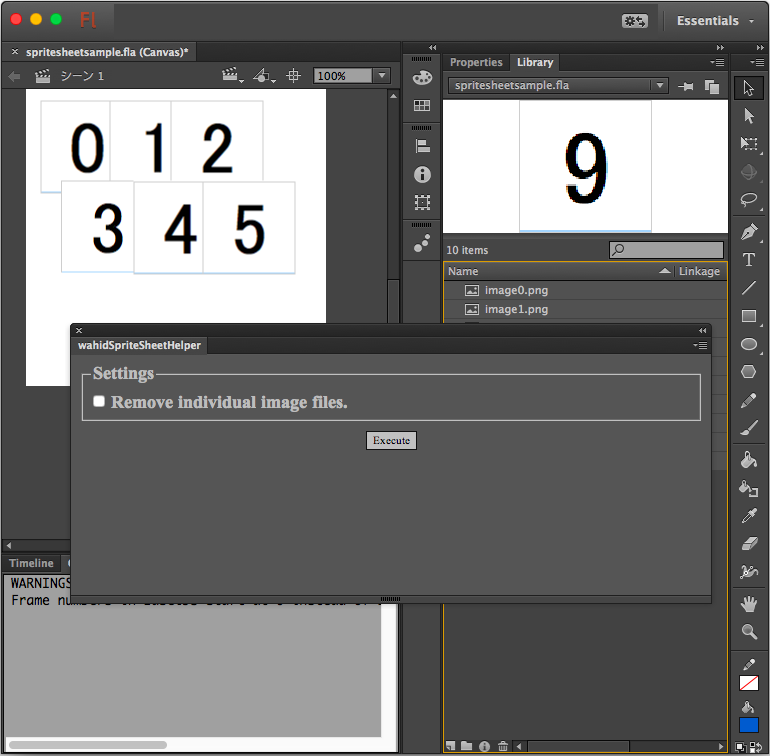 Fl
Essentials
× spritesheetsample.fla (Canvas)*
シーン 1
100%
0 1 2
3 4 5
Properties Library
spritesheetsample.fla
9
10 items
Name Linkage
image0.png
image1.png
wahidSpriteSheetHelper
Settings
Remove individual image files.
Execute
Timeline
WARNINGS
Frame numbers
T